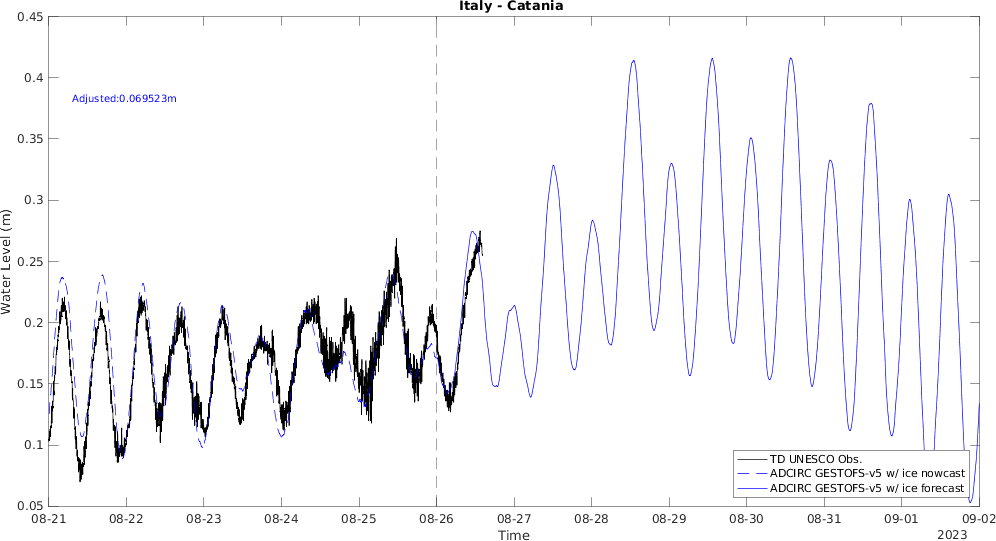 Italy - Catania
0.45
0.4
0.35
0.3
0.25
0.2
0.15
0.1
0.05
Water Level (m)
Adjusted:0.069523m
TD UNESCO Obs.
ADCIRC GESTOFS-v5 w/ ice nowcast
ADCIRC GESTOFS-v5 w/ ice forecast
08-21 08-22 08-23 08-24 08-25 08-26 08-27 08-28 08-29 08-30 08-31 09-01 09-02
Time
2023